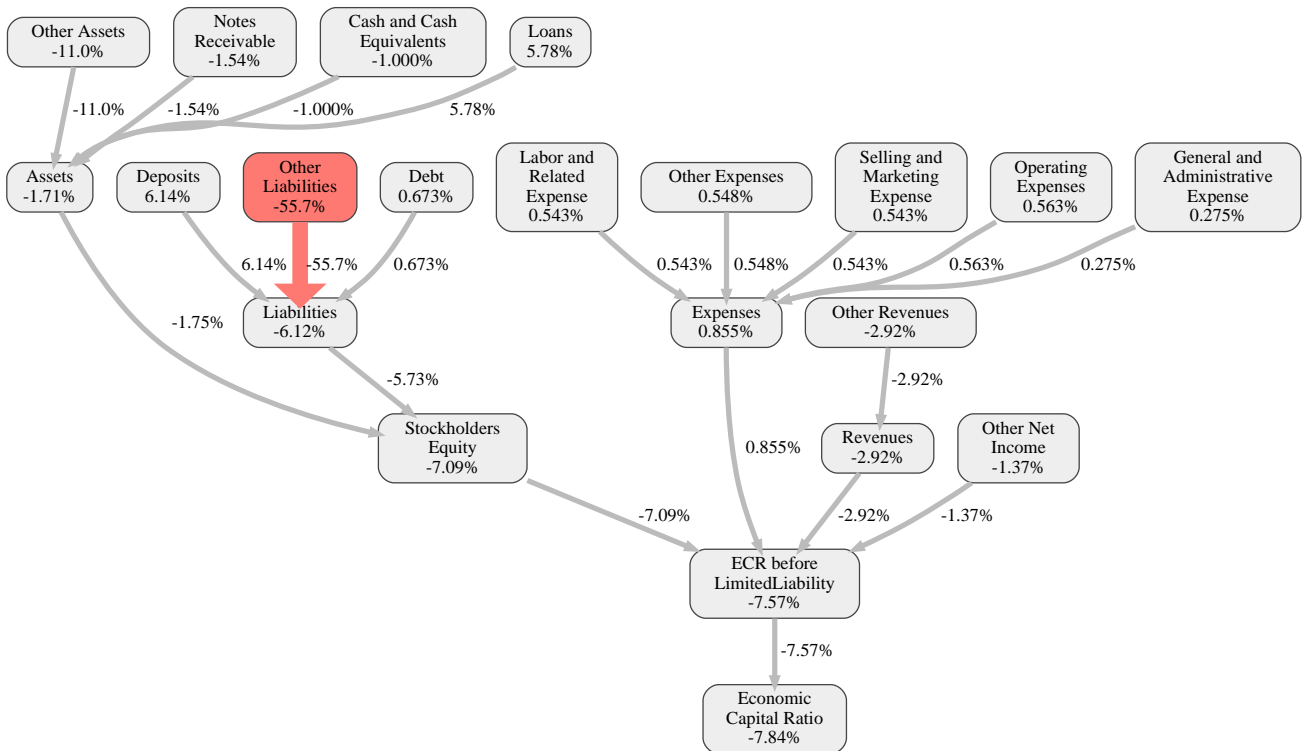 Other Assets
-11.0%
Notes
Receivable
-1.54%
Cash and Cash
Equivalents
-1.000%
Loans
5.78%
-11.0%
-1.54%
-1.000%
5.78%
Assets
-1.71%
Deposits
6.14%
Other
Liabilities
-55.7%
Debt
0.673%
Labor and
Related
Expense
0.543%
Other Expenses
0.548%
Selling and
Marketing
Expense
0.543%
Operating
Expenses
0.563%
General and
Administrative
Expense
0.275%
6.14%
-55.7%
0.673%
0.543%
0.548%
0.543%
0.563%
0.275%
-1.75%
Liabilities
-6.12%
Expenses
0.855%
Other Revenues
-2.92%
-5.73%
-2.92%
Stockholders
Equity
-7.09%
0.855%
Revenues
-2.92%
Other Net
Income
-1.37%
-7.09%
-2.92%
-1.37%
ECR before
LimitedLiability
-7.57%
-7.57%
Economic
Capital Ratio
-7.84%